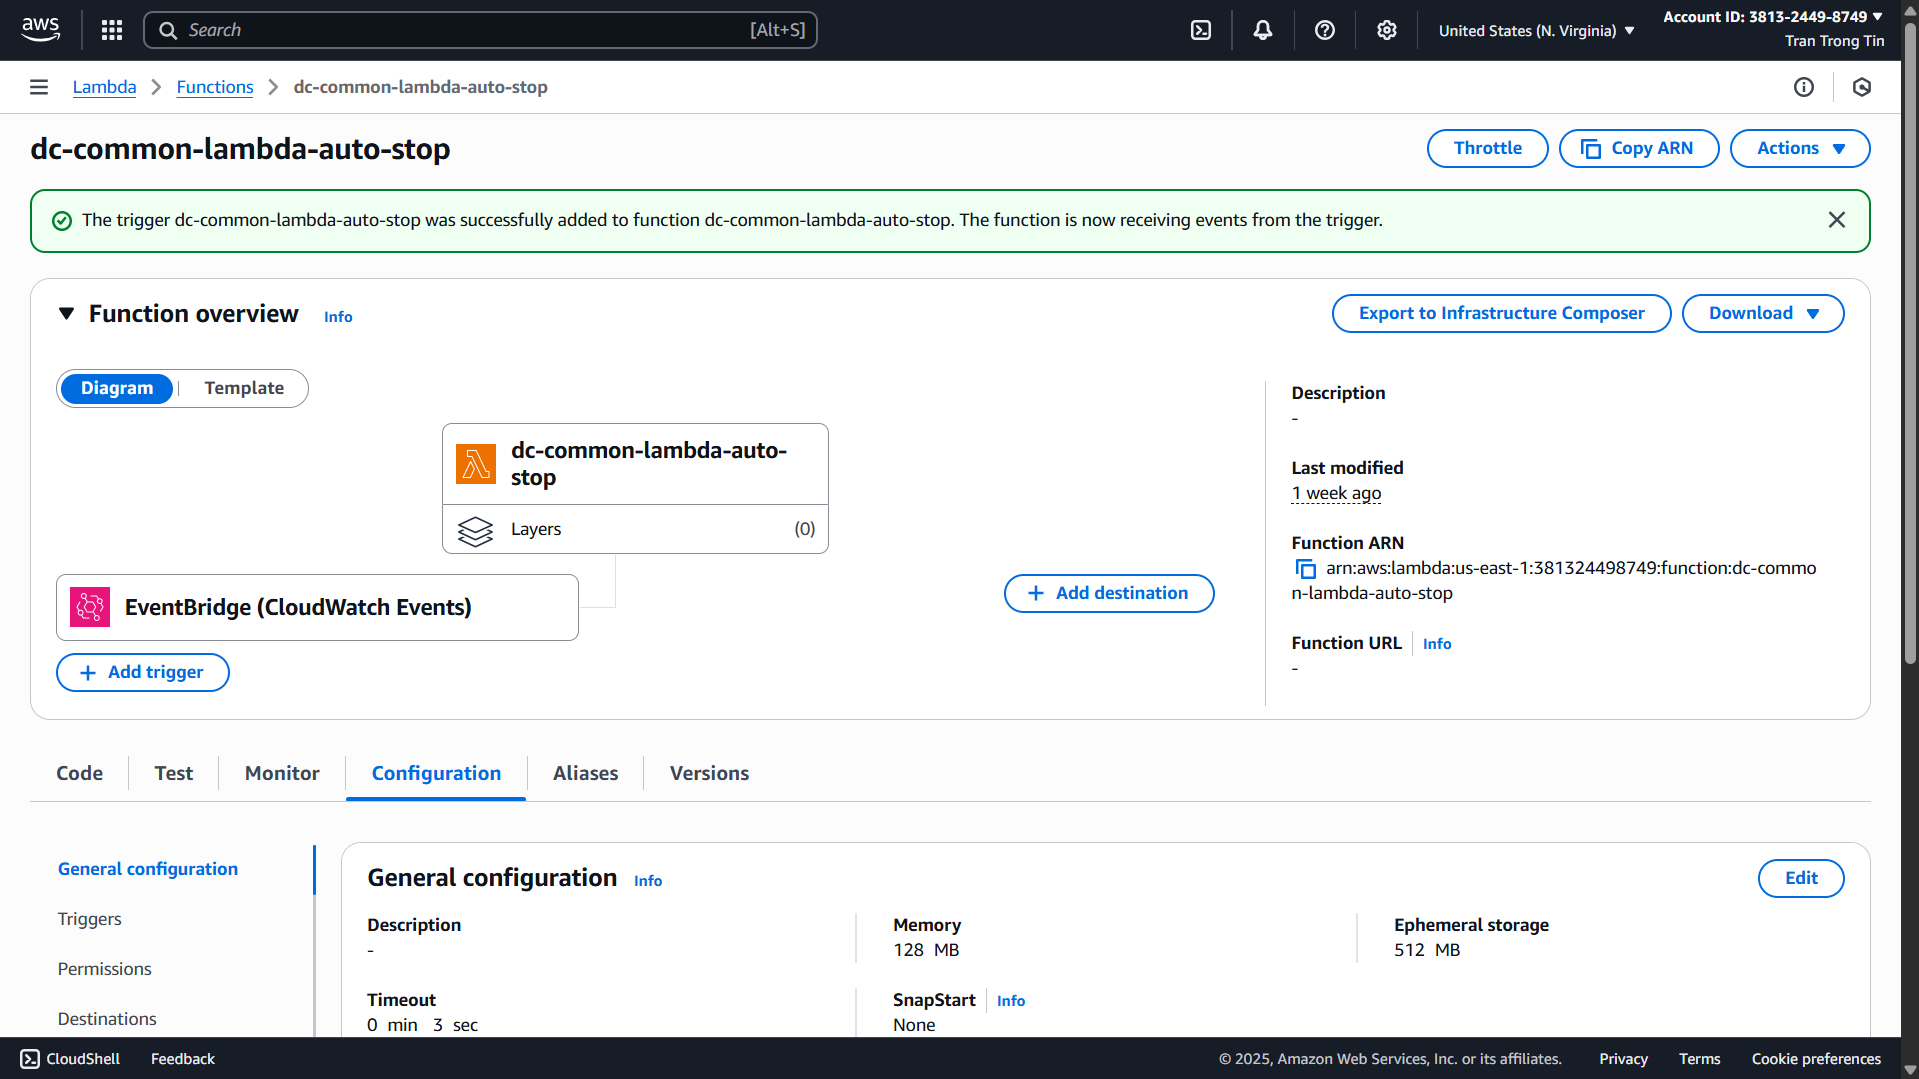 aws
Search [Alt+S]
United States (N. Virginia)
Account ID: 3813-2449-8749
Tran Trong Tin
Lambda > Functions > dc-common-lambda-auto-stop
dc-common-lambda-auto-stop
Throttle
Copy ARN
Actions
The trigger dc-common-lambda-auto-stop was successfully added to function dc-common-lambda-auto-stop. The function is now receiving events from the trigger.
Function overview Info
Export to Infrastructure Composer
Download
Diagram
Template
dc-common-lambda-auto-
stop
Layers (0)
EventBridge (CloudWatch Events)
+ Add trigger
+ Add destination
Description
-
Last modified
1 week ago
Function ARN
arn:aws:lambda:us-east-1:381324498749:function:dc-commo
n-lambda-auto-stop
Function URL Info
-
Code
Test
Monitor
Configuration
Aliases
Versions
General configuration
Triggers
Permissions
Destinations
General configuration Info
Edit
Description
-
Memory
128 MB
Ephemeral storage
512 MB
Timeout
0 min 3 sec
SnapStart Info
None
CloudShell
Feedback
© 2025, Amazon Web Services, Inc. or its affiliates.
Privacy
Terms
Cookie preferences